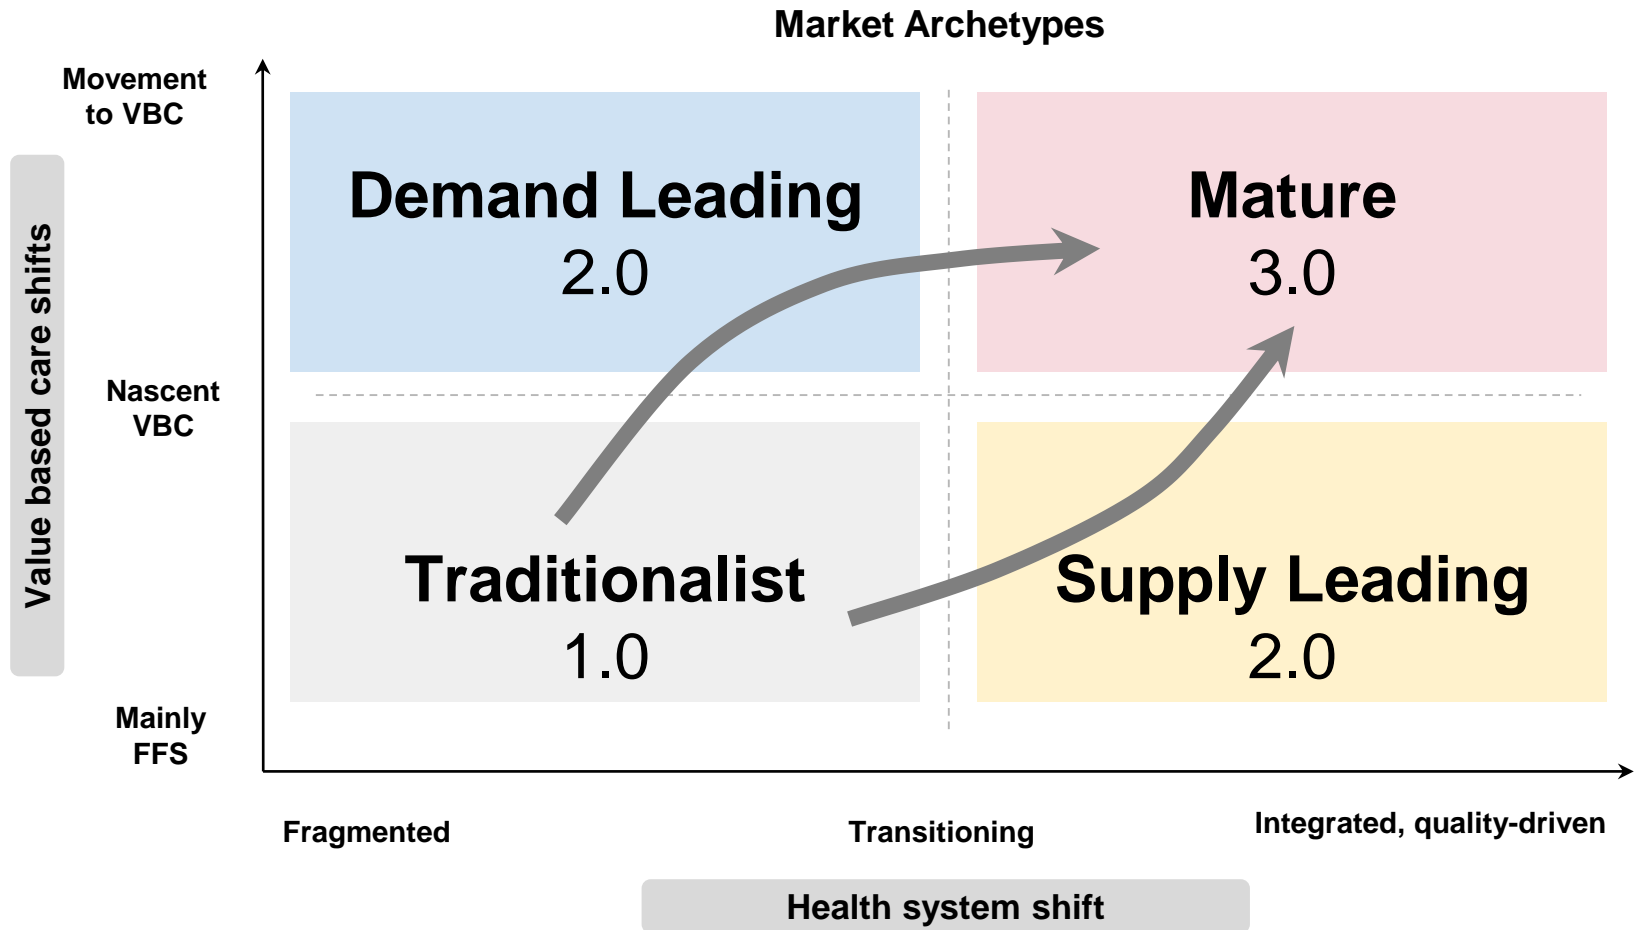 Market Archetypes
Movement
to VBC
Value based care shifts
Demand Leading
2.0
Mature
3.0
Nascent
VBC
Traditionalist
1.0
Supply Leading
2.0
Mainly
FFS
Fragmented
Transitioning
Integrated, quality-driven
Health system shift